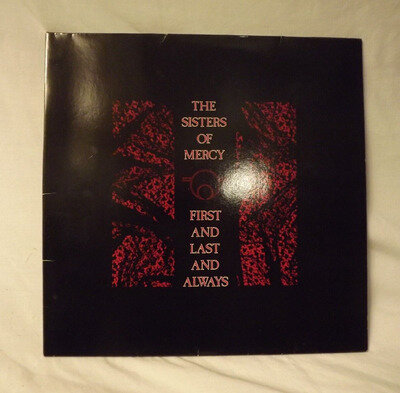 THE
SISTERS
OF
MERCY
FIRST
AND
LAST
AND
ALWAYS